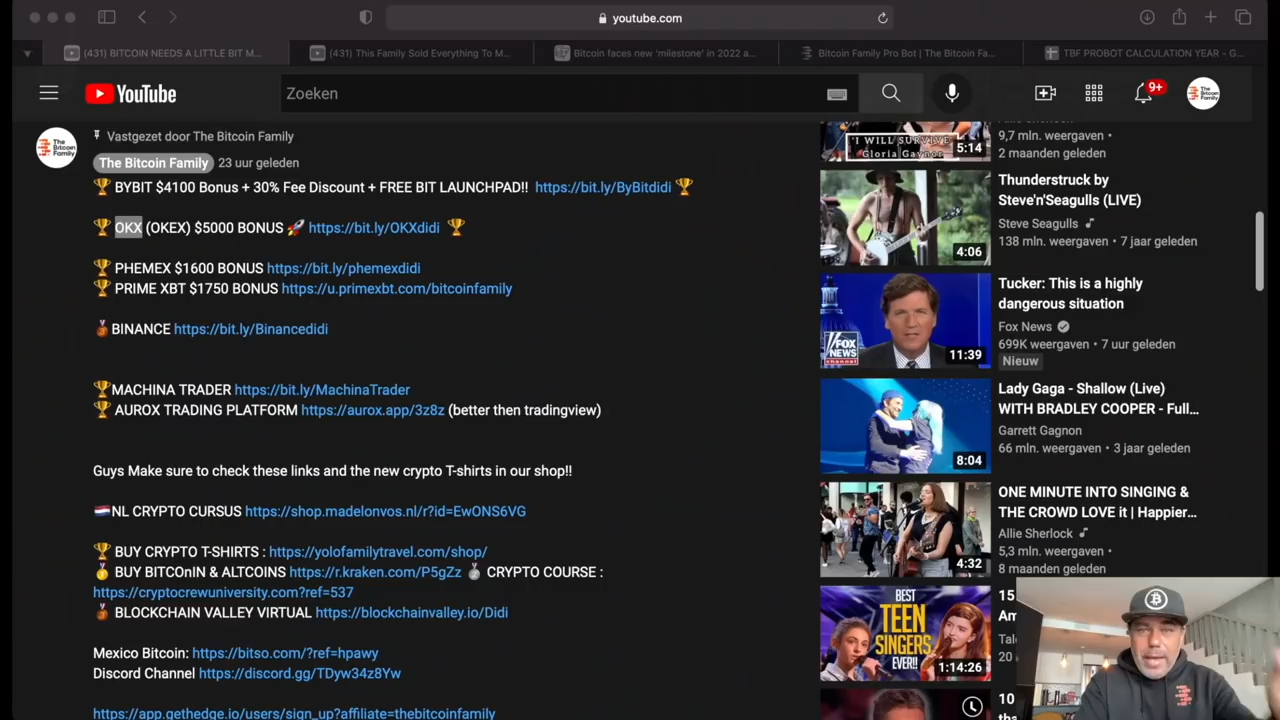 youtube.com
(431) BITCOIN NEEDS A LITTLE BIT M...
(431) This Family Sold Everything To M...
Bitcoin faces new ‘milestone’ in 2022 a...
Bitcoin Family Pro Bot | The Bitcoin Fa...
TBF PROBOT CALCULATION YEAR - G...
YouTube
Zoeken
9+
The Bitcoin Family
Vastgezet door The Bitcoin Family
The Bitcoin Family 23 uur geleden
🏆 BYBIT $4100 Bonus + 30% Fee Discount + FREE BIT LAUNCHPAD!! https://bit.ly/ByBitdidi 🏆
🏆 OKX (OKEX) $5000 BONUS 🚀 https://bit.ly/OKXdidi 🏆
🏆 PHEMEX $1600 BONUS https://bit.ly/phemexdidi
🏆 PRIME XBT $1750 BONUS https://u.primexbt.com/bitcoinfamily
🥉BINANCE https://bit.ly/Binancedidi
🏆MACHINA TRADER https://bit.ly/MachinaTrader
🏆 AUROX TRADING PLATFORM https://aurox.app/3z8z (better then tradingview)
Guys Make sure to check these links and the new crypto T-shirts in our shop!!
🇳🇱NL CRYPTO CURSUS https://shop.madelonvos.nl/r?id=EwONS6VG
🏆 BUY CRYPTO T-SHIRTS : https://yolofamilytravel.com/shop/
🥇 BUY BITCOnIN & ALTCOINS https://r.kraken.com/P5gZz 🥈 CRYPTO COURSE :
https://cryptocrewuniversity.com?ref=537
🥉 BLOCKCHAIN VALLEY VIRTUAL https://blockchainvalley.io/Didi
Mexico Bitcoin: https://bitso.com/?ref=hpawy
Discord Channel https://discord.gg/TDyw34z8Yw
https://app.gethedge.io/users/sign_up?affiliate=thebitcoinfamily
'I WILL SURVIVE'
Gloria Gaynor
5:14
9,7 mln. weergaven •
2 maanden geleden
4:06
Thunderstruck by
Steve'n'Seagulls (LIVE)
Steve Seagulls
138 mln. weergaven • 7 jaar geleden
FOX
NEWS
channel
11:39
Tucker: This is a highly
dangerous situation
Fox News
699K weergaven • 7 uur geleden
Nieuw
8:04
Lady Gaga - Shallow (Live)
WITH BRADLEY COOPER - Full...
Garrett Gagnon
66 mln. weergaven • 3 jaar geleden
4:32
ONE MINUTE INTO SINGING &
THE CROWD LOVE it | Happier...
Allie Sherlock
5,3 mln. weergaven •
8 maanden geleden
BEST
TEEN
SINGERS
EVER!!
1:14:26
15
Am
Tale
20
10
tha